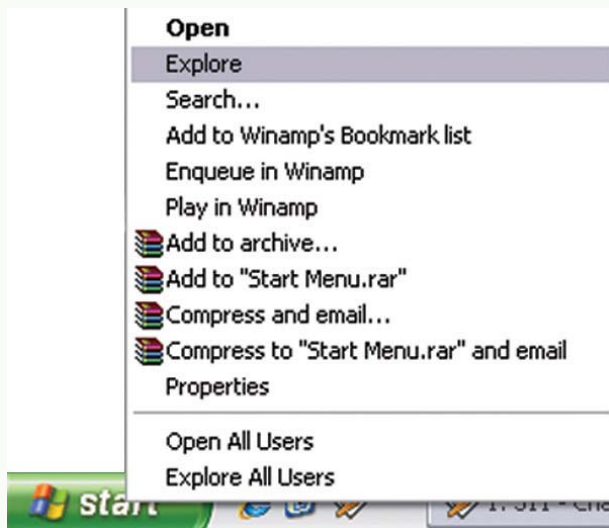 Open
Explore
Search...
Add to Winamp's Bookmark list
Enqueue in Winamp
Play in Winamp
Add to archive...
Add to "Start Menu.rar"
Compress and email...
Compress to "Start Menu.rar" and email
Properties
Open All Users
Explore All Users
start